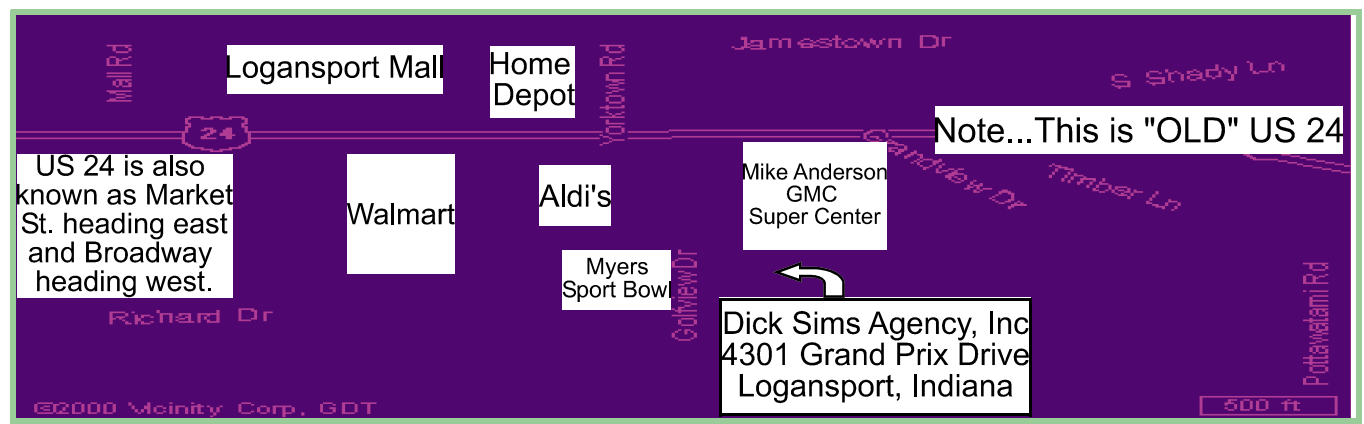 Mall Rd
Logansport Mall
Home
Depot
Yorktown Rd
Jamestown Dr
S Shady Ln
24
Note...This is "OLD" US 24
US 24 is also
known as Market
St. heading east
and Broadway
heading west.
Walmart
Aldi's
Mike Anderson
GMC
Super Center
Grandview Dr
Timber Ln
Myers
Sport Bowl
Golfview Dr
Richard Dr
Dick Sims Agency, Inc
4301 Grand Prix Drive
Logansport, Indiana
Pottawatami Rd
©2000 Vicinity Corp, GDT
500 ft